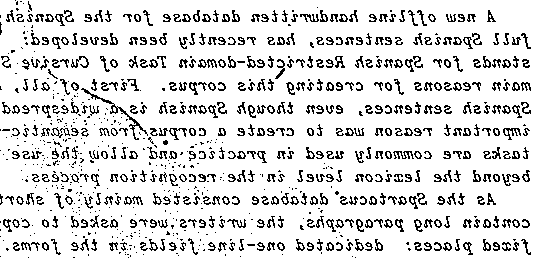 A new offline handwritten database for the Spanish
full Spanish sentences, has recently been developed:
stands for Spanish Restricted-domain Task of Cursive S
main reasons for creating this corpus. First of all,
Spanish sentences, even though Spanish is a widespread
important reason was to create a corpus from semantic-
tasks are commonly used in practice and allow the use
beyond the lexicon level in the recognition process.
As the Spartacus database consisted mainly of short
contain long paragraphs, the writers were asked to cop
fixed places: dedicated one-line fields in the forms.